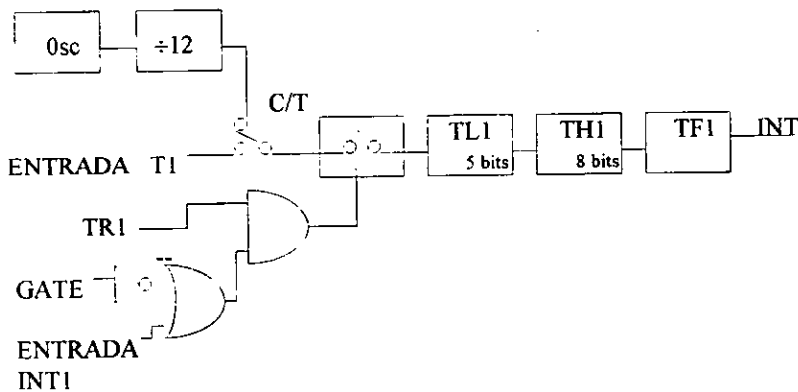 0sc
÷12
C/T
TL1
5 bits
TH1
8 bits
TF1
INT
ENTRADA T1
TR1
GATE
ENTRADA
INT1